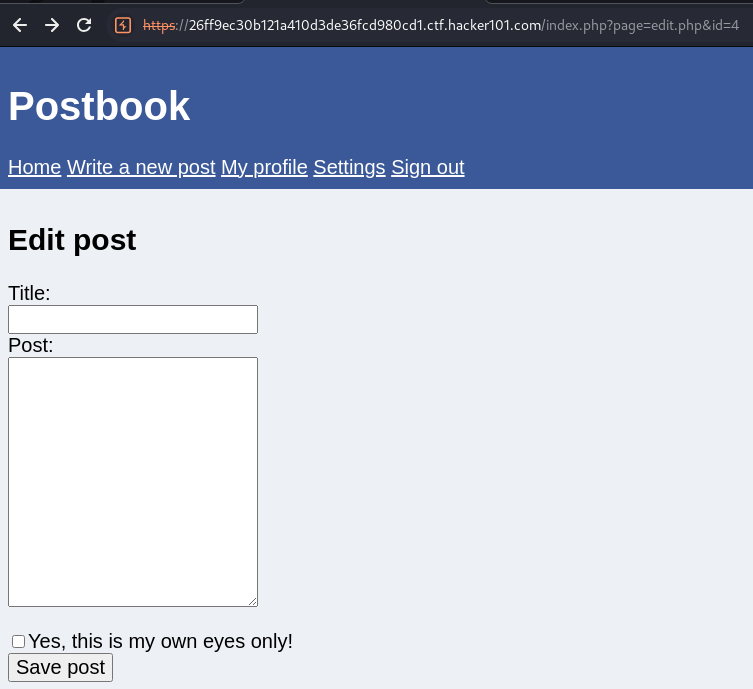 https://26ff9ec30b121a410d3de36fcd980cd1.ctf.hacker101.com/index.php?page=edit.php&id=4
Postbook
Home Write a new post My profile Settings Sign out
Edit post
Title:
Post:
Yes, this is my own eyes only!
Save post